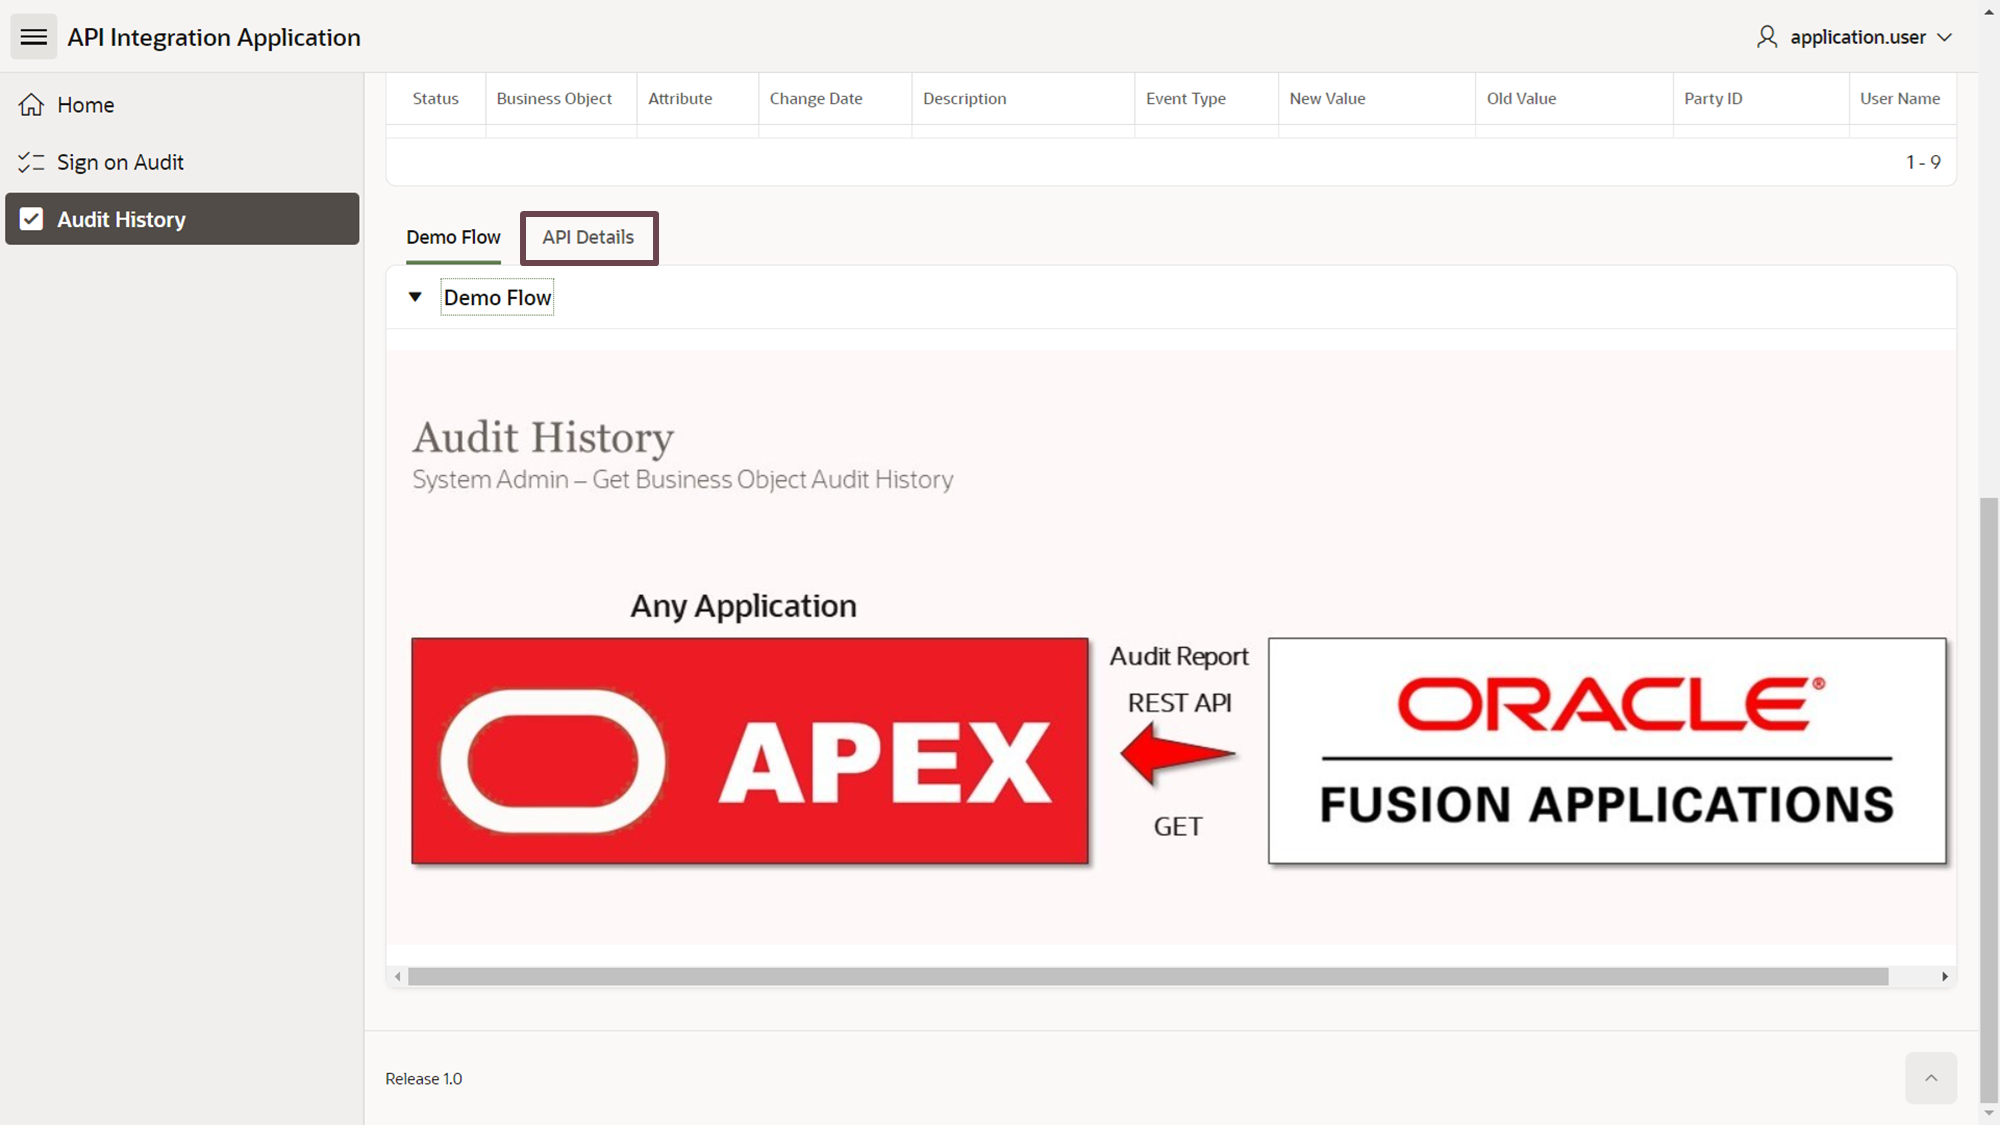 API Integration Application
application.user
Home
Sign on Audit
Audit History
Status Business Object Attribute Change Date Description Event Type New Value Old Value Party ID User Name
1 - 9
Demo Flow API Details
Demo Flow
Audit History
System Admin – Get Business Object Audit History
Any Application
APEX
Audit Report
REST API
GET
ORACLE®
FUSION APPLICATIONS
Release 1.0